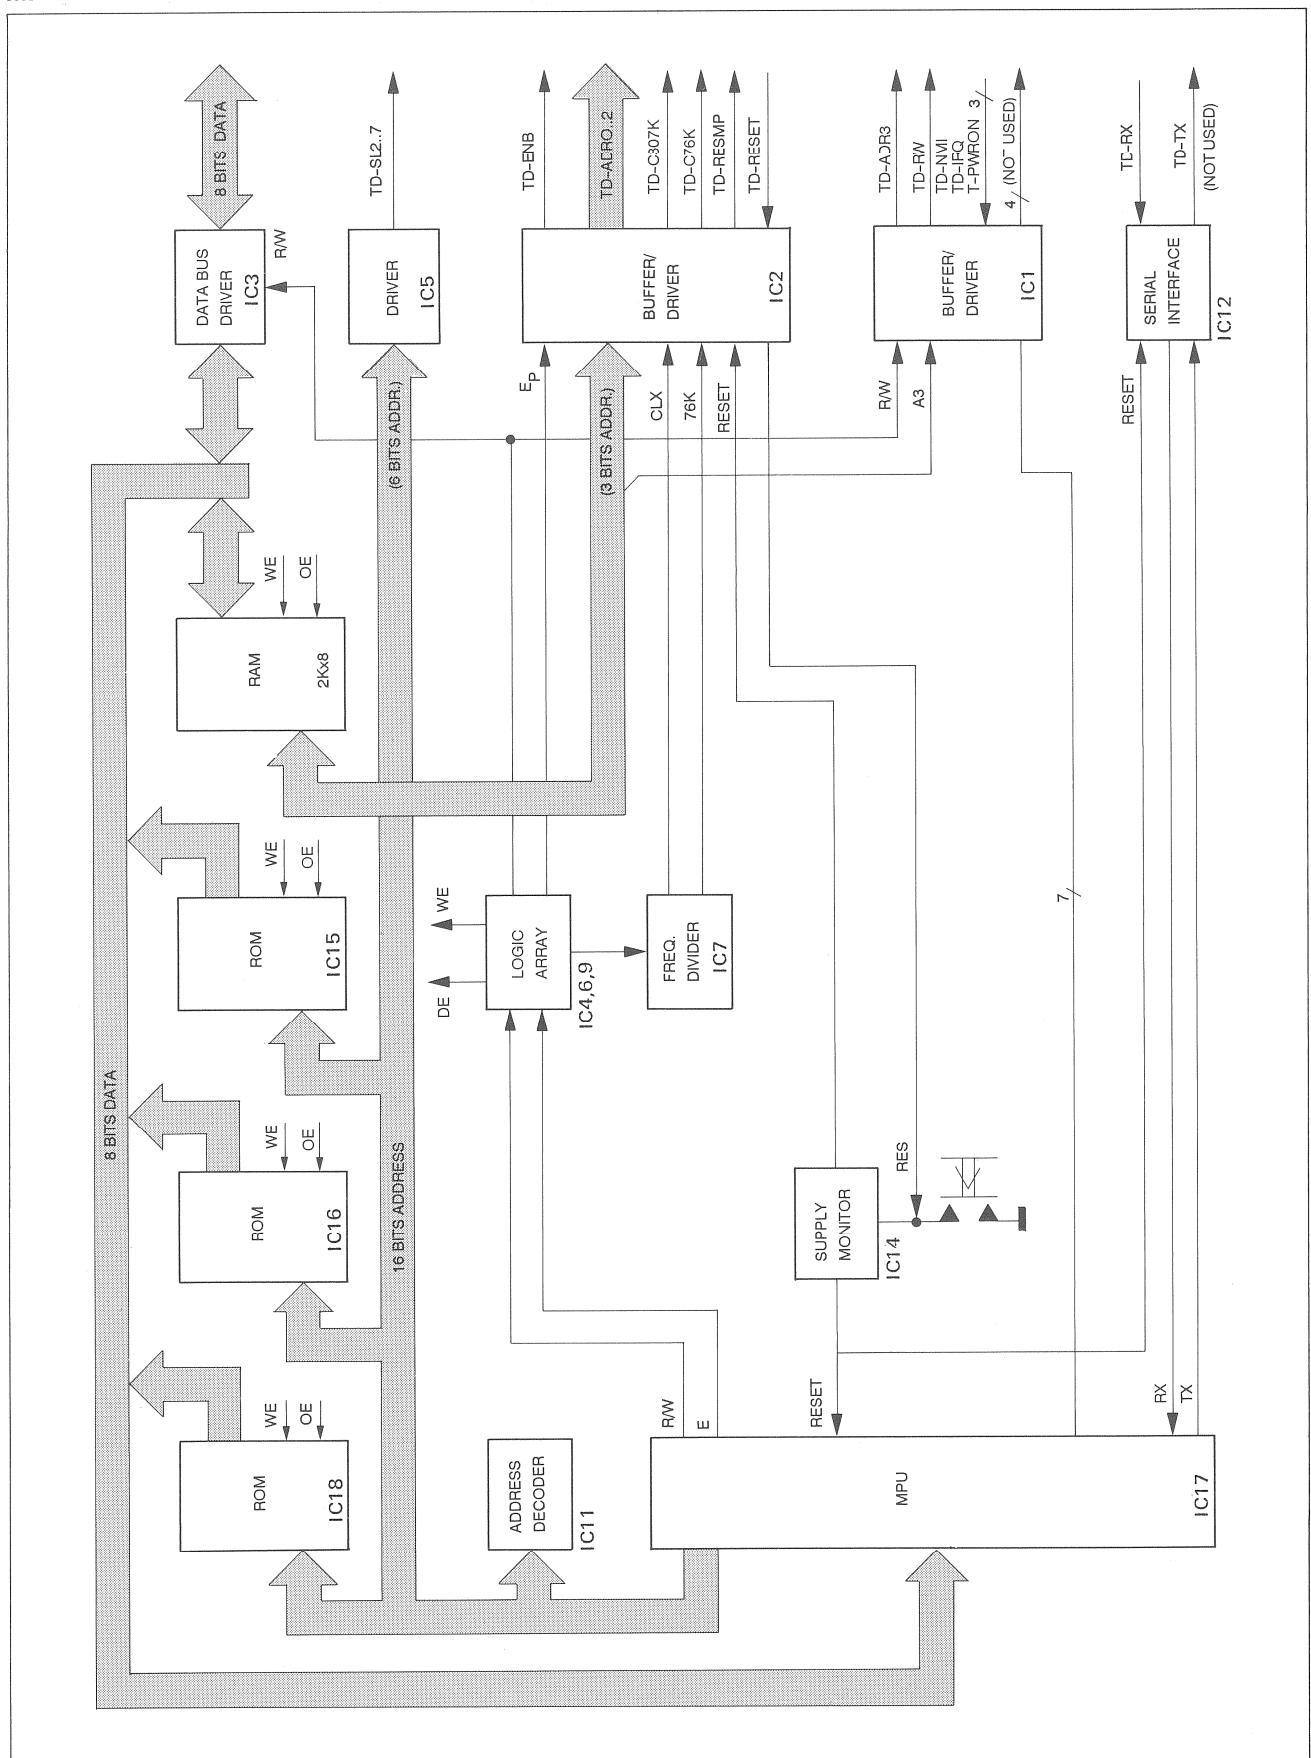 8 BITS DATA
TD-SL2..7
TD-ENB
TD-ADR0..2
TD-C307K
TD-C76K
TD-RESMP
TD-RESET
TD-ADR3
TD-RW
TD-NMI
TD-IRQ
T-PWRON
3
4
(NOT USED)
TD-RX
TD-TX
(NOT USED)
DATA BUS
DRIVER
IC3
R/W
DRIVER
IC5
BUFFER/
DRIVER
IC2
BUFFER/
DRIVER
IC1
SERIAL
INTERFACE
IC12
(6 BITS ADDR.)
EP
(3 BITS ADDR.)
CLX
76K
RESET
R/W
A3
RESET
WE
OE
RAM
2Kx8
WE
OE
ROM
IC15
WE
DE
LOGIC
ARRAY
IC4,6,9
FREQ.
DIVIDER
IC7
7
8 BITS DATA
WE
OE
ROM
IC16
16 BITS ADDRESS
SUPPLY
MONITOR
IC14
RES
WE
OE
ROM
IC18
ADDRESS
DECODER
IC11
R/W
E
RESET
RX
TX
MPU
IC17